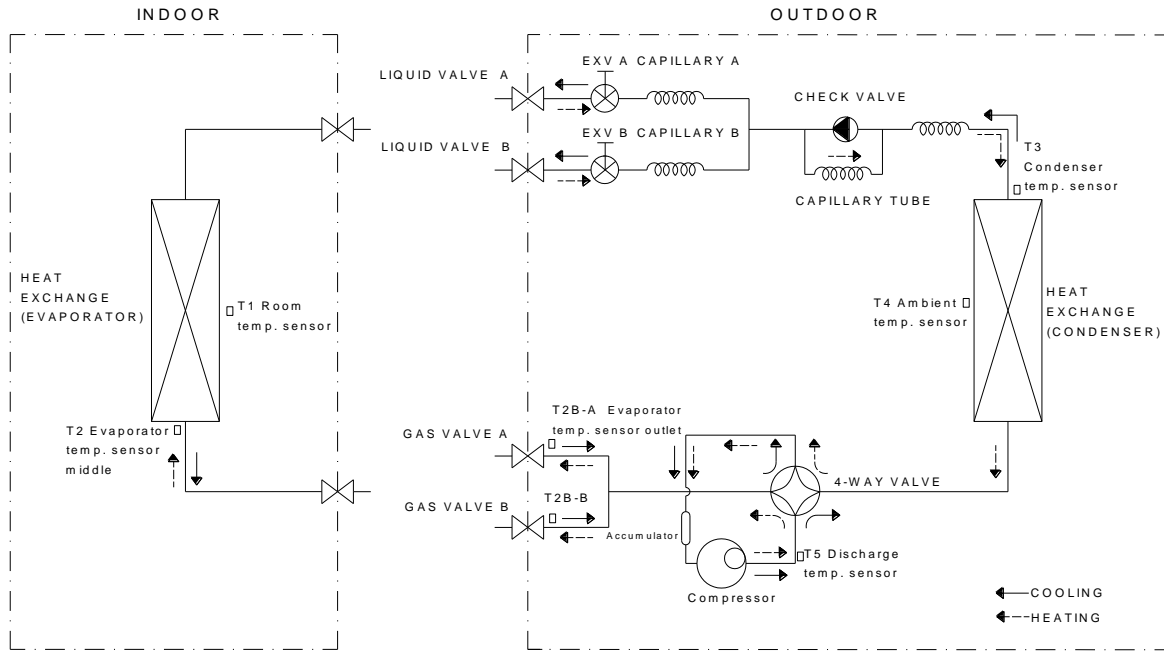 INDOOR
OUTDOOR
LIQUID VALVE A
EXV A CAPILLARY A
LIQUID VALVE B
EXV B CAPILLARY B
CHECK VALVE
CAPILLARY TUBE
T3
Condenser
temp. sensor
HEAT
EXCHANGE
(EVAPORATOR)
T1 Room
temp. sensor
T4 Ambient
temp. sensor
HEAT
EXCHANGE
(CONDENSER)
T2 Evaporator
temp. sensor
middle
GAS VALVE A
T2B-A Evaporator
temp. sensor outlet
GAS VALVE B
T2B-B
Accumulator
4-WAY VALVE
T5 Discharge
temp. sensor
Compressor
COOLING
HEATING